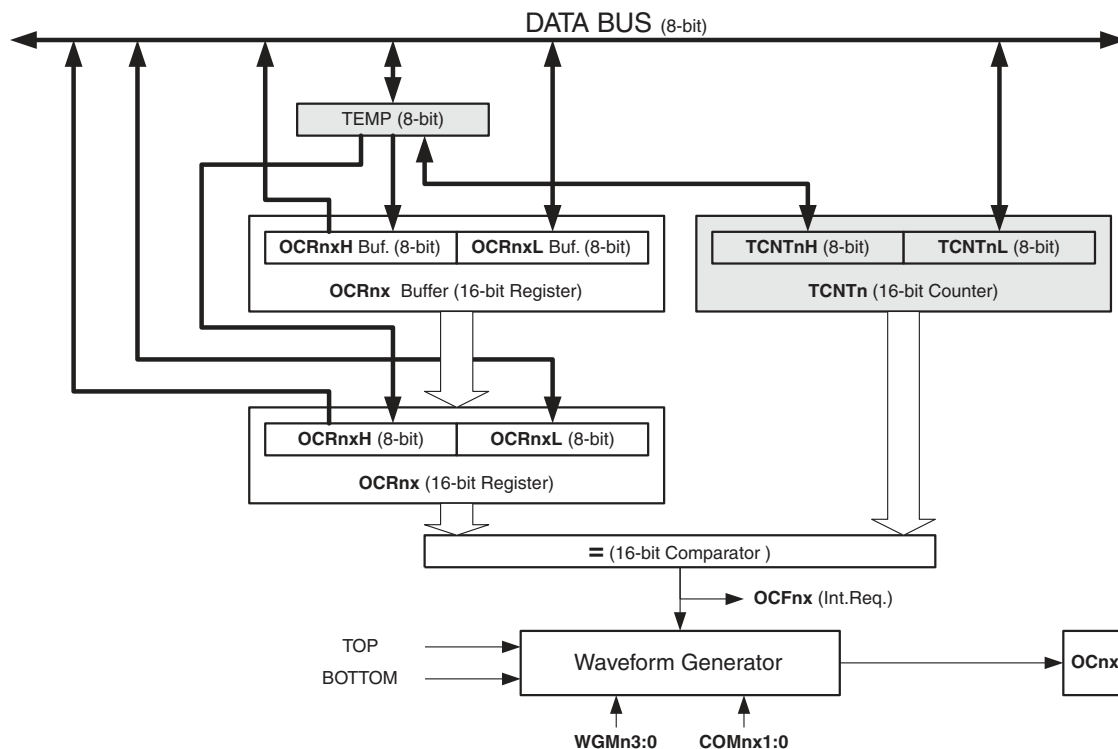 DATA BUS (8-bit)
TEMP (8-bit)
OCRnxH Buf. (8-bit) OCRnxL Buf. (8-bit)
OCRnx Buffer (16-bit Register)
TCNTnH (8-bit) TCNTnL (8-bit)
TCNTn (16-bit Counter)
OCRnxH (8-bit) OCRnxL (8-bit)
OCRnx (16-bit Register)
= (16-bit Comparator )
OCFnx (Int.Req.)
TOP
BOTTOM
Waveform Generator
OCnx
WGMn3:0 COMnx1:0